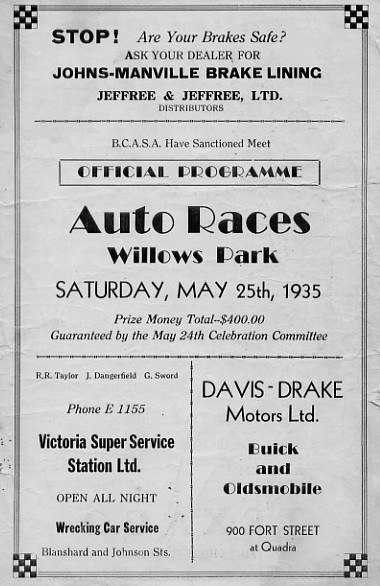 STOP! Are Your Brakes Safe?
ASK YOUR DEALER FOR
JOHNS-MANVILLE BRAKE LINING
JEFFREE & JEFFREE, LTD.
DISTRIBUTORS
B.C.A.S.A. Have Sanctioned Meet
OFFICIAL PROGRAMME
Auto Races
Willows Park
SATURDAY, MAY 25th, 1935
Prize Money Total--$400.00
Guaranteed by the May 24th Celebration Committee
R.R. Taylor J. Dangerfield G. Sword
Phone E 1155
Victoria Super Service
Station Ltd.
OPEN ALL NIGHT
Wrecking Car Service
Blanshard and Johnson Sts.
DAVIS-DRAKE
Motors Ltd.
Buick
and
Oldsmobile
900 FORT STREET
at Quadra